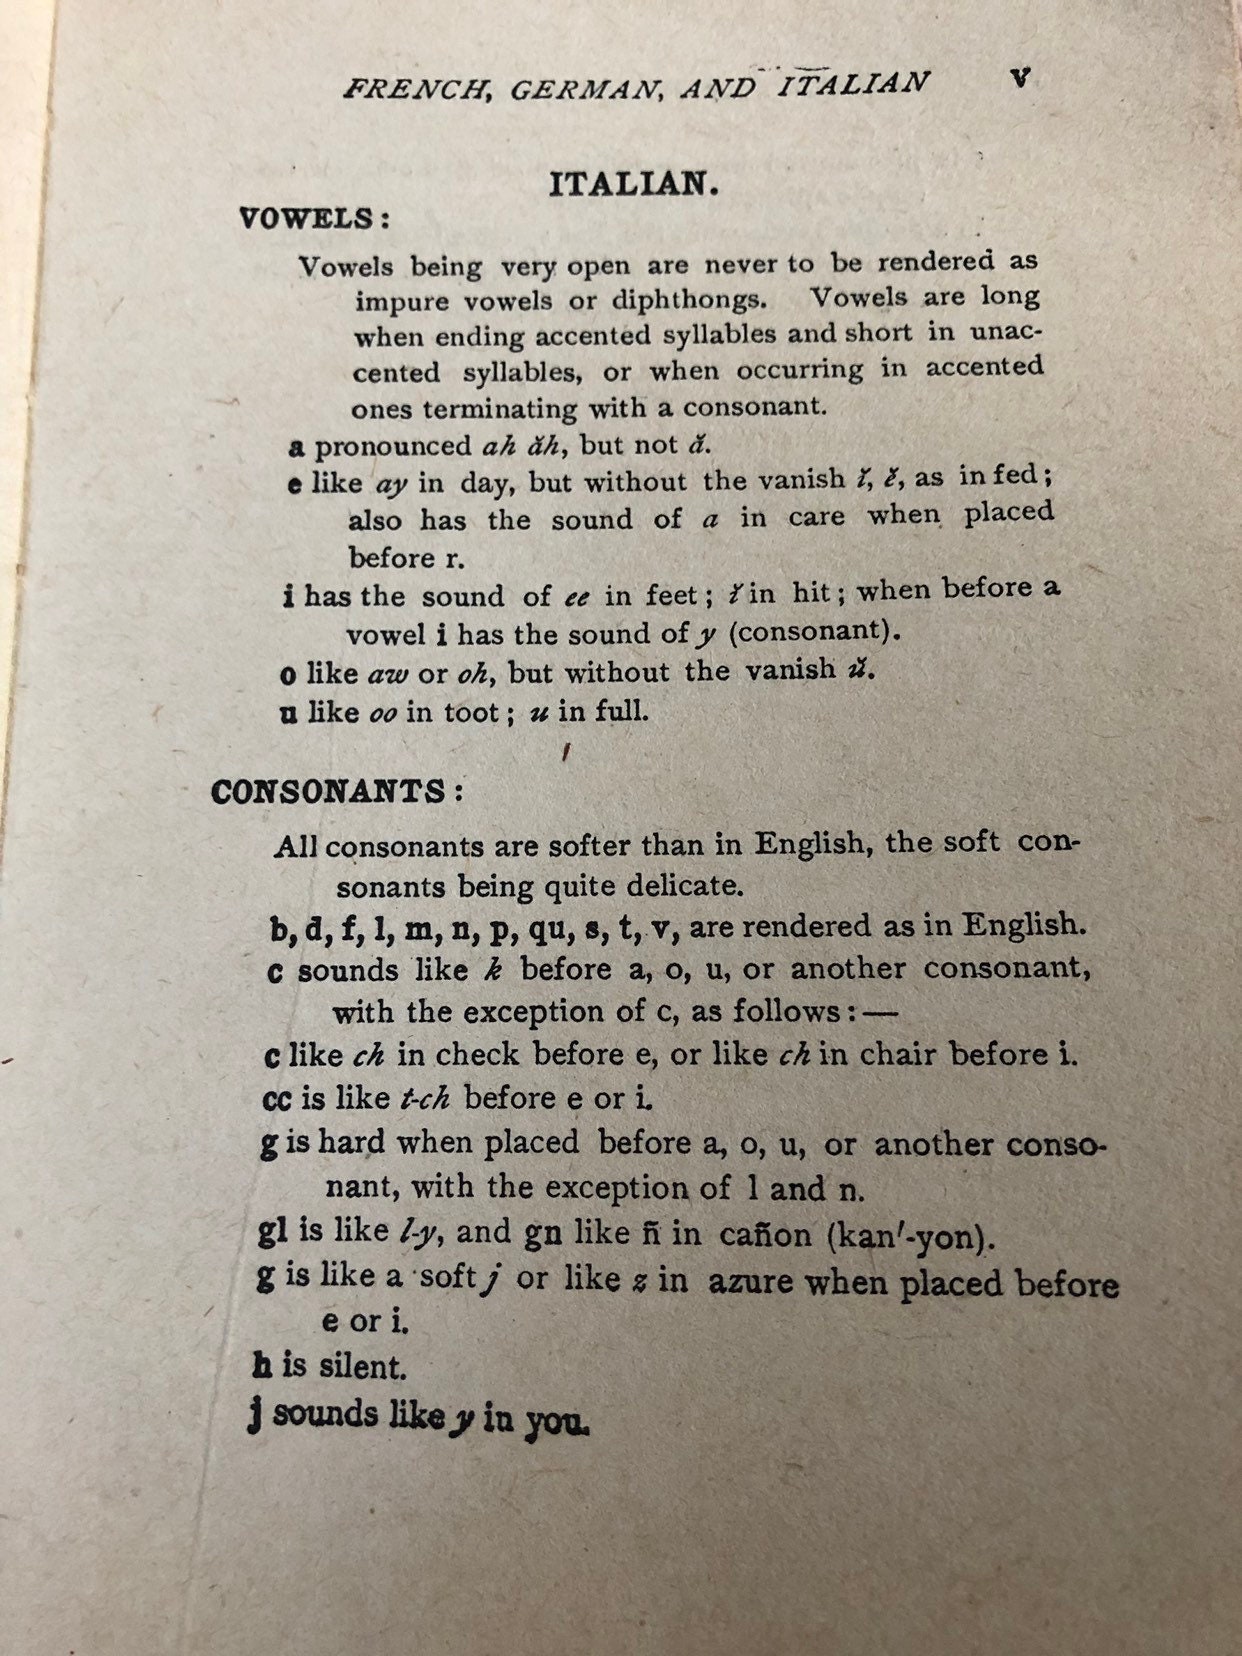 FRENCH, GERMAN, AND ITALIAN v
ITALIAN.
VOWELS:
Vowels being very open are never to be rendered as
impure vowels or diphthongs. Vowels are long
when ending accented syllables and short in unac-
cented syllables, or when occurring in accented
ones terminating with a consonant.
a pronounced ah ăh, but not ă.
e like ay in day, but without the vanish ĭ, ĕ, as in fed;
also has the sound of a in care when placed
before r.
i has the sound of ee in feet; ĭ in hit; when before a
vowel i has the sound of y (consonant).
o like aw or oh, but without the vanish ŭ.
u like oo in toot; u in full.
CONSONANTS:
All consonants are softer than in English, the soft con-
sonants being quite delicate.
b, d, f, l, m, n, p, qu, s, t, v, are rendered as in English.
c sounds like k before a, o, u, or another consonant,
with the exception of c, as follows:—
c like ch in check before e, or like ch in chair before i.
cc is like t-ch before e or i.
g is hard when placed before a, o, u, or another conso-
nant, with the exception of l and n.
gl is like l-y, and gn like ñ in cañon (kan′-yon).
g is like a soft j or like z in azure when placed before
e or i.
h is silent.
j sounds like y in you.